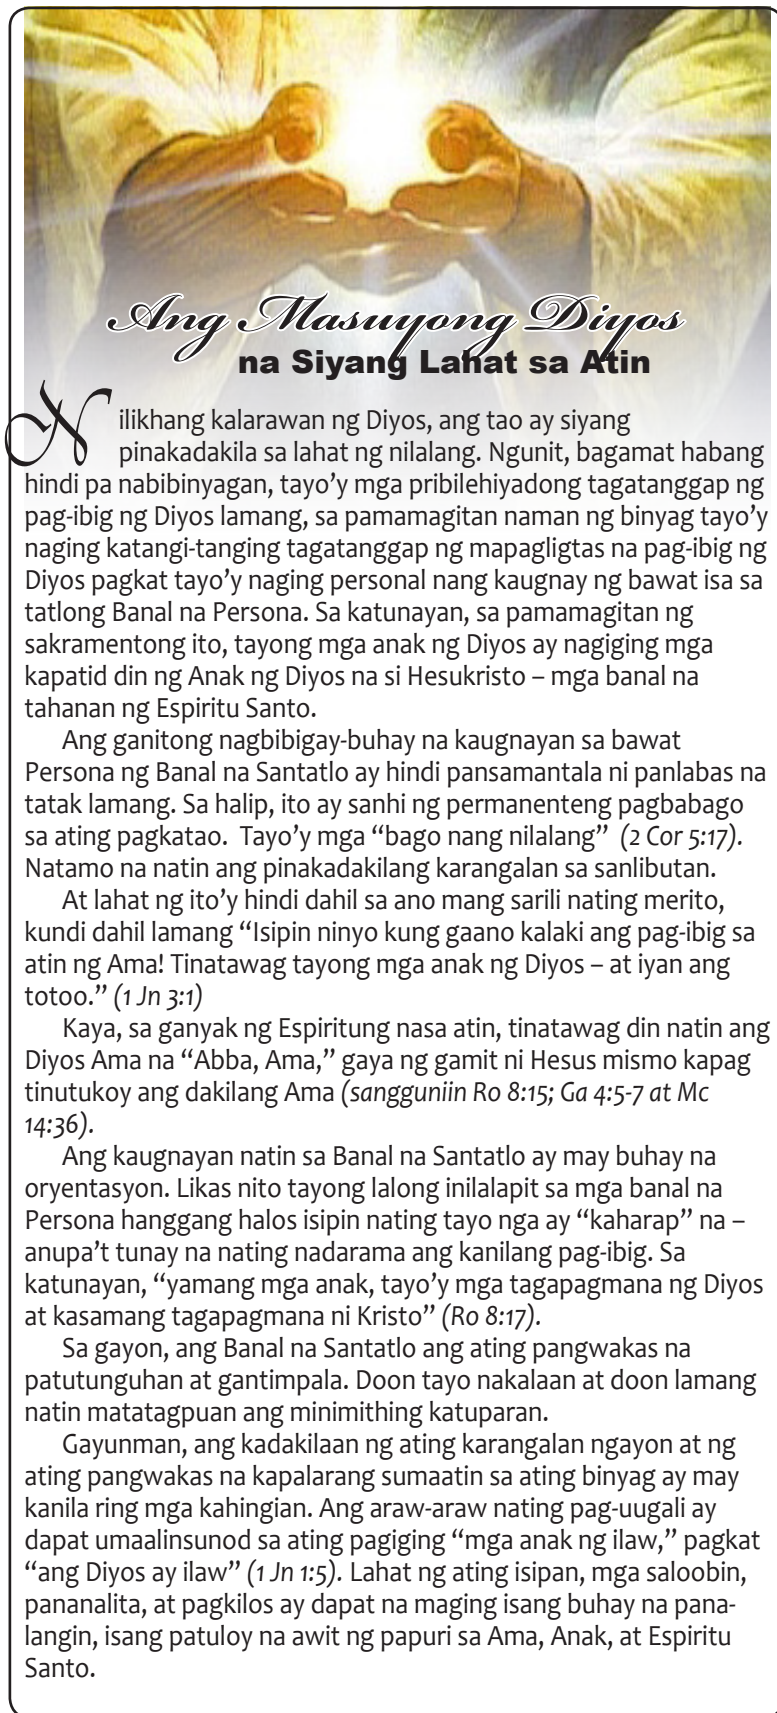 Ang Masuyong Diyos
na Siyang Lahat sa Atin
Nilikhang kalarawan ng Diyos, ang tao ay siyang
pinakadakila sa lahat ng nilalang. Ngunit, bagamat habang
hindi pa nabibinyagan, tayo’y mga pribilehiyadong tagatanggap ng
pag-ibig ng Diyos lamang, sa pamamagitan naman ng binyag tayo’y
naging katangi-tanging tagatanggap ng mapagligtas na pag-ibig ng
Diyos pagkat tayo’y naging personal nang kaugnay ng bawat isa sa
tatlong Banal na Persona. Sa katunayan, sa pamamagitan ng
sakramentong ito, tayong mga anak ng Diyos ay nagiging mga
kapatid din ng Anak ng Diyos na si Hesukristo – mga banal na
tahanan ng Espiritu Santo.
Ang ganitong nagbibigay-buhay na kaugnayan sa bawat
Persona ng Banal na Santatlo ay hindi pansamantala ni panlabas na
tatak lamang. Sa halip, ito ay sanhi ng permanenteng pagbabago
sa ating pagkatao. Tayo’y mga “bago nang nilalang” (2 Cor 5:17).
Natamo na natin ang pinakadakilang karangalan sa sanlibutan.
At lahat ng ito’y hindi dahil sa ano mang sarili nating merito,
kundi dahil lamang “Isipin ninyo kung gaano kalaki ang pag-ibig sa
atin ng Ama! Tinatawag tayong mga anak ng Diyos – at iyan ang
totoo.” (1 Jn 3:1)
Kaya, sa ganyak ng Espiritung nasa atin, tinatawag din natin ang
Diyos Ama na “Abba, Ama,” gaya ng gamit ni Hesus mismo kapag
tinutukoy ang dakilang Ama (sangguniin Ro 8:15; Ga 4:5-7 at Mc
14:36).
Ang kaugnayan natin sa Banal na Santatlo ay may buhay na
oryentasyon. Likas nito tayong lalong inilalapit sa mga banal na
Persona hanggang halos isipin nating tayo nga ay “kaharap” na –
anupa’t tunay na nating nadarama ang kanilang pag-ibig. Sa
katunayan, “yamang mga anak, tayo’y mga tagapagmana ng Diyos
at kasamang tagapagmana ni Kristo” (Ro 8:17).
Sa gayon, ang Banal na Santatlo ang ating pangwakas na
patutunguhan at gantimpala. Doon tayo nakalaan at doon lamang
natin matatagpuan ang minimithing katuparan.
Gayunman, ang kadakilaan ng ating karangalan ngayon at ng
ating pangwakas na kapalarang sumaatin sa ating binyag ay may
kanila ring mga kahingian. Ang araw-araw nating pag-uugali ay
dapat umaalinsunod sa ating pagiging “mga anak ng ilaw,” pagkat
“ang Diyos ay ilaw” (1 Jn 1:5). Lahat ng ating isipan, mga saloobin,
pananalita, at pagkilos ay dapat na maging isang buhay na pana-
langin, isang patuloy na awit ng papuri sa Ama, Anak, at Espiritu
Santo.